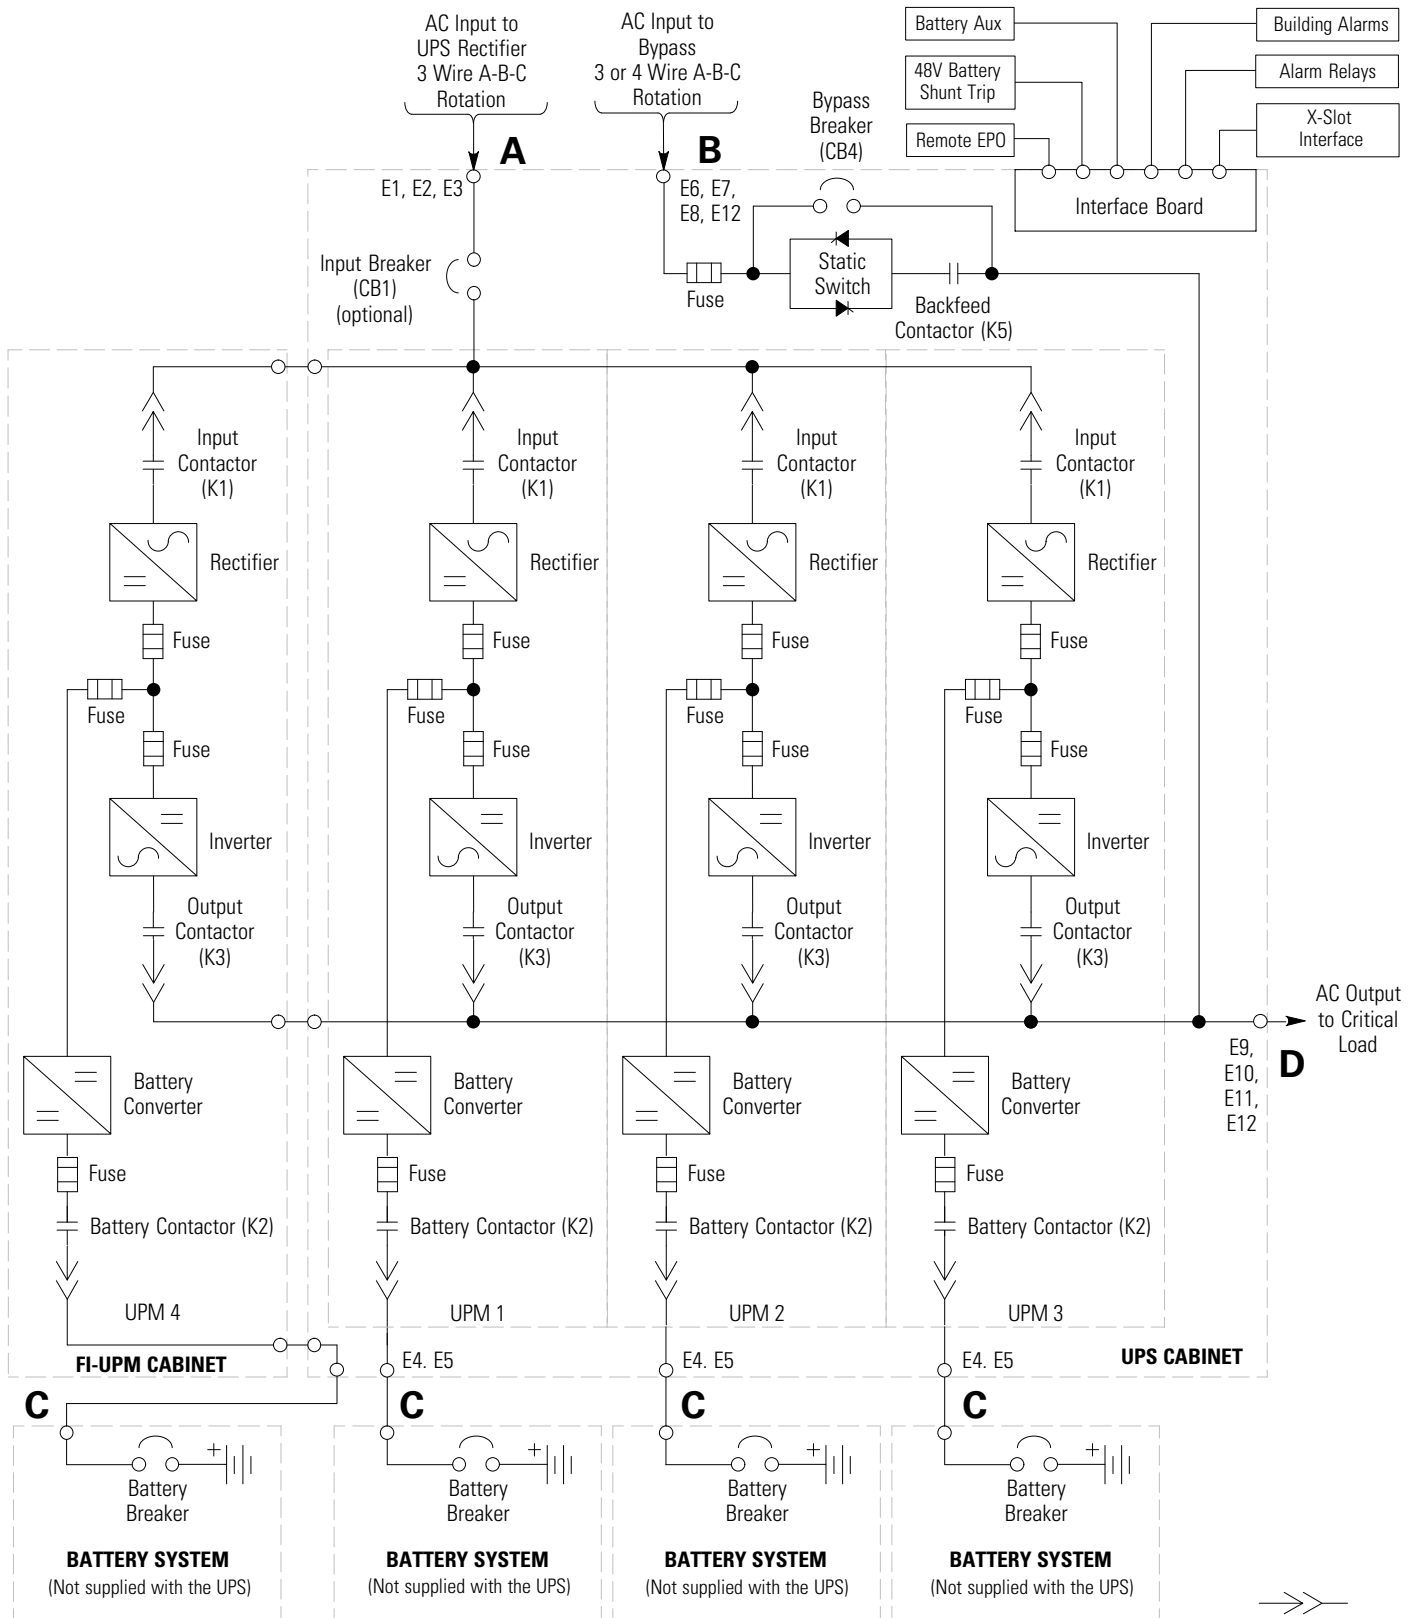 AC Input to
UPS Rectifier
3 Wire A-B-C
Rotation
AC Input to
Bypass
3 or 4 Wire A-B-C
Rotation
Bypass
Breaker
(CB4)
Battery Aux
48V Battery
Shunt Trip
Remote EPO
Building Alarms
Alarm Relays
X-Slot
Interface
Interface Board
A
B
E1, E2, E3
E6, E7,
E8, E12
Input Breaker
(CB1)
(optional)
Fuse
Static
Switch
Backfeed
Contactor (K5)
Input
Contactor
(K1)
Input
Contactor
(K1)
Input
Contactor
(K1)
Input
Contactor
(K1)
Rectifier
Rectifier
Rectifier
Rectifier
Fuse
Fuse
Fuse
Fuse
Fuse
Fuse
Fuse
Fuse
Fuse
Fuse
Fuse
Fuse
Inverter
Inverter
Inverter
Inverter
Output
Contactor
(K3)
Output
Contactor
(K3)
Output
Contactor
(K3)
Output
Contactor
(K3)
AC Output
to Critical
Load
E9,
E10,
E11,
E12
D
Battery
Converter
Battery
Converter
Battery
Converter
Battery
Converter
Fuse
Fuse
Fuse
Fuse
Battery Contactor (K2)
Battery Contactor (K2)
Battery Contactor (K2)
Battery Contactor (K2)
UPM 4
UPM 1
UPM 2
UPM 3
FI-UPM CABINET
E4. E5
E4. E5
E4. E5
UPS CABINET
C
C
C
C
+
+
+
+
Battery
Breaker
Battery
Breaker
Battery
Breaker
Battery
Breaker
BATTERY SYSTEM
(Not supplied with the UPS)
BATTERY SYSTEM
(Not supplied with the UPS)
BATTERY SYSTEM
(Not supplied with the UPS)
BATTERY SYSTEM
(Not supplied with the UPS)